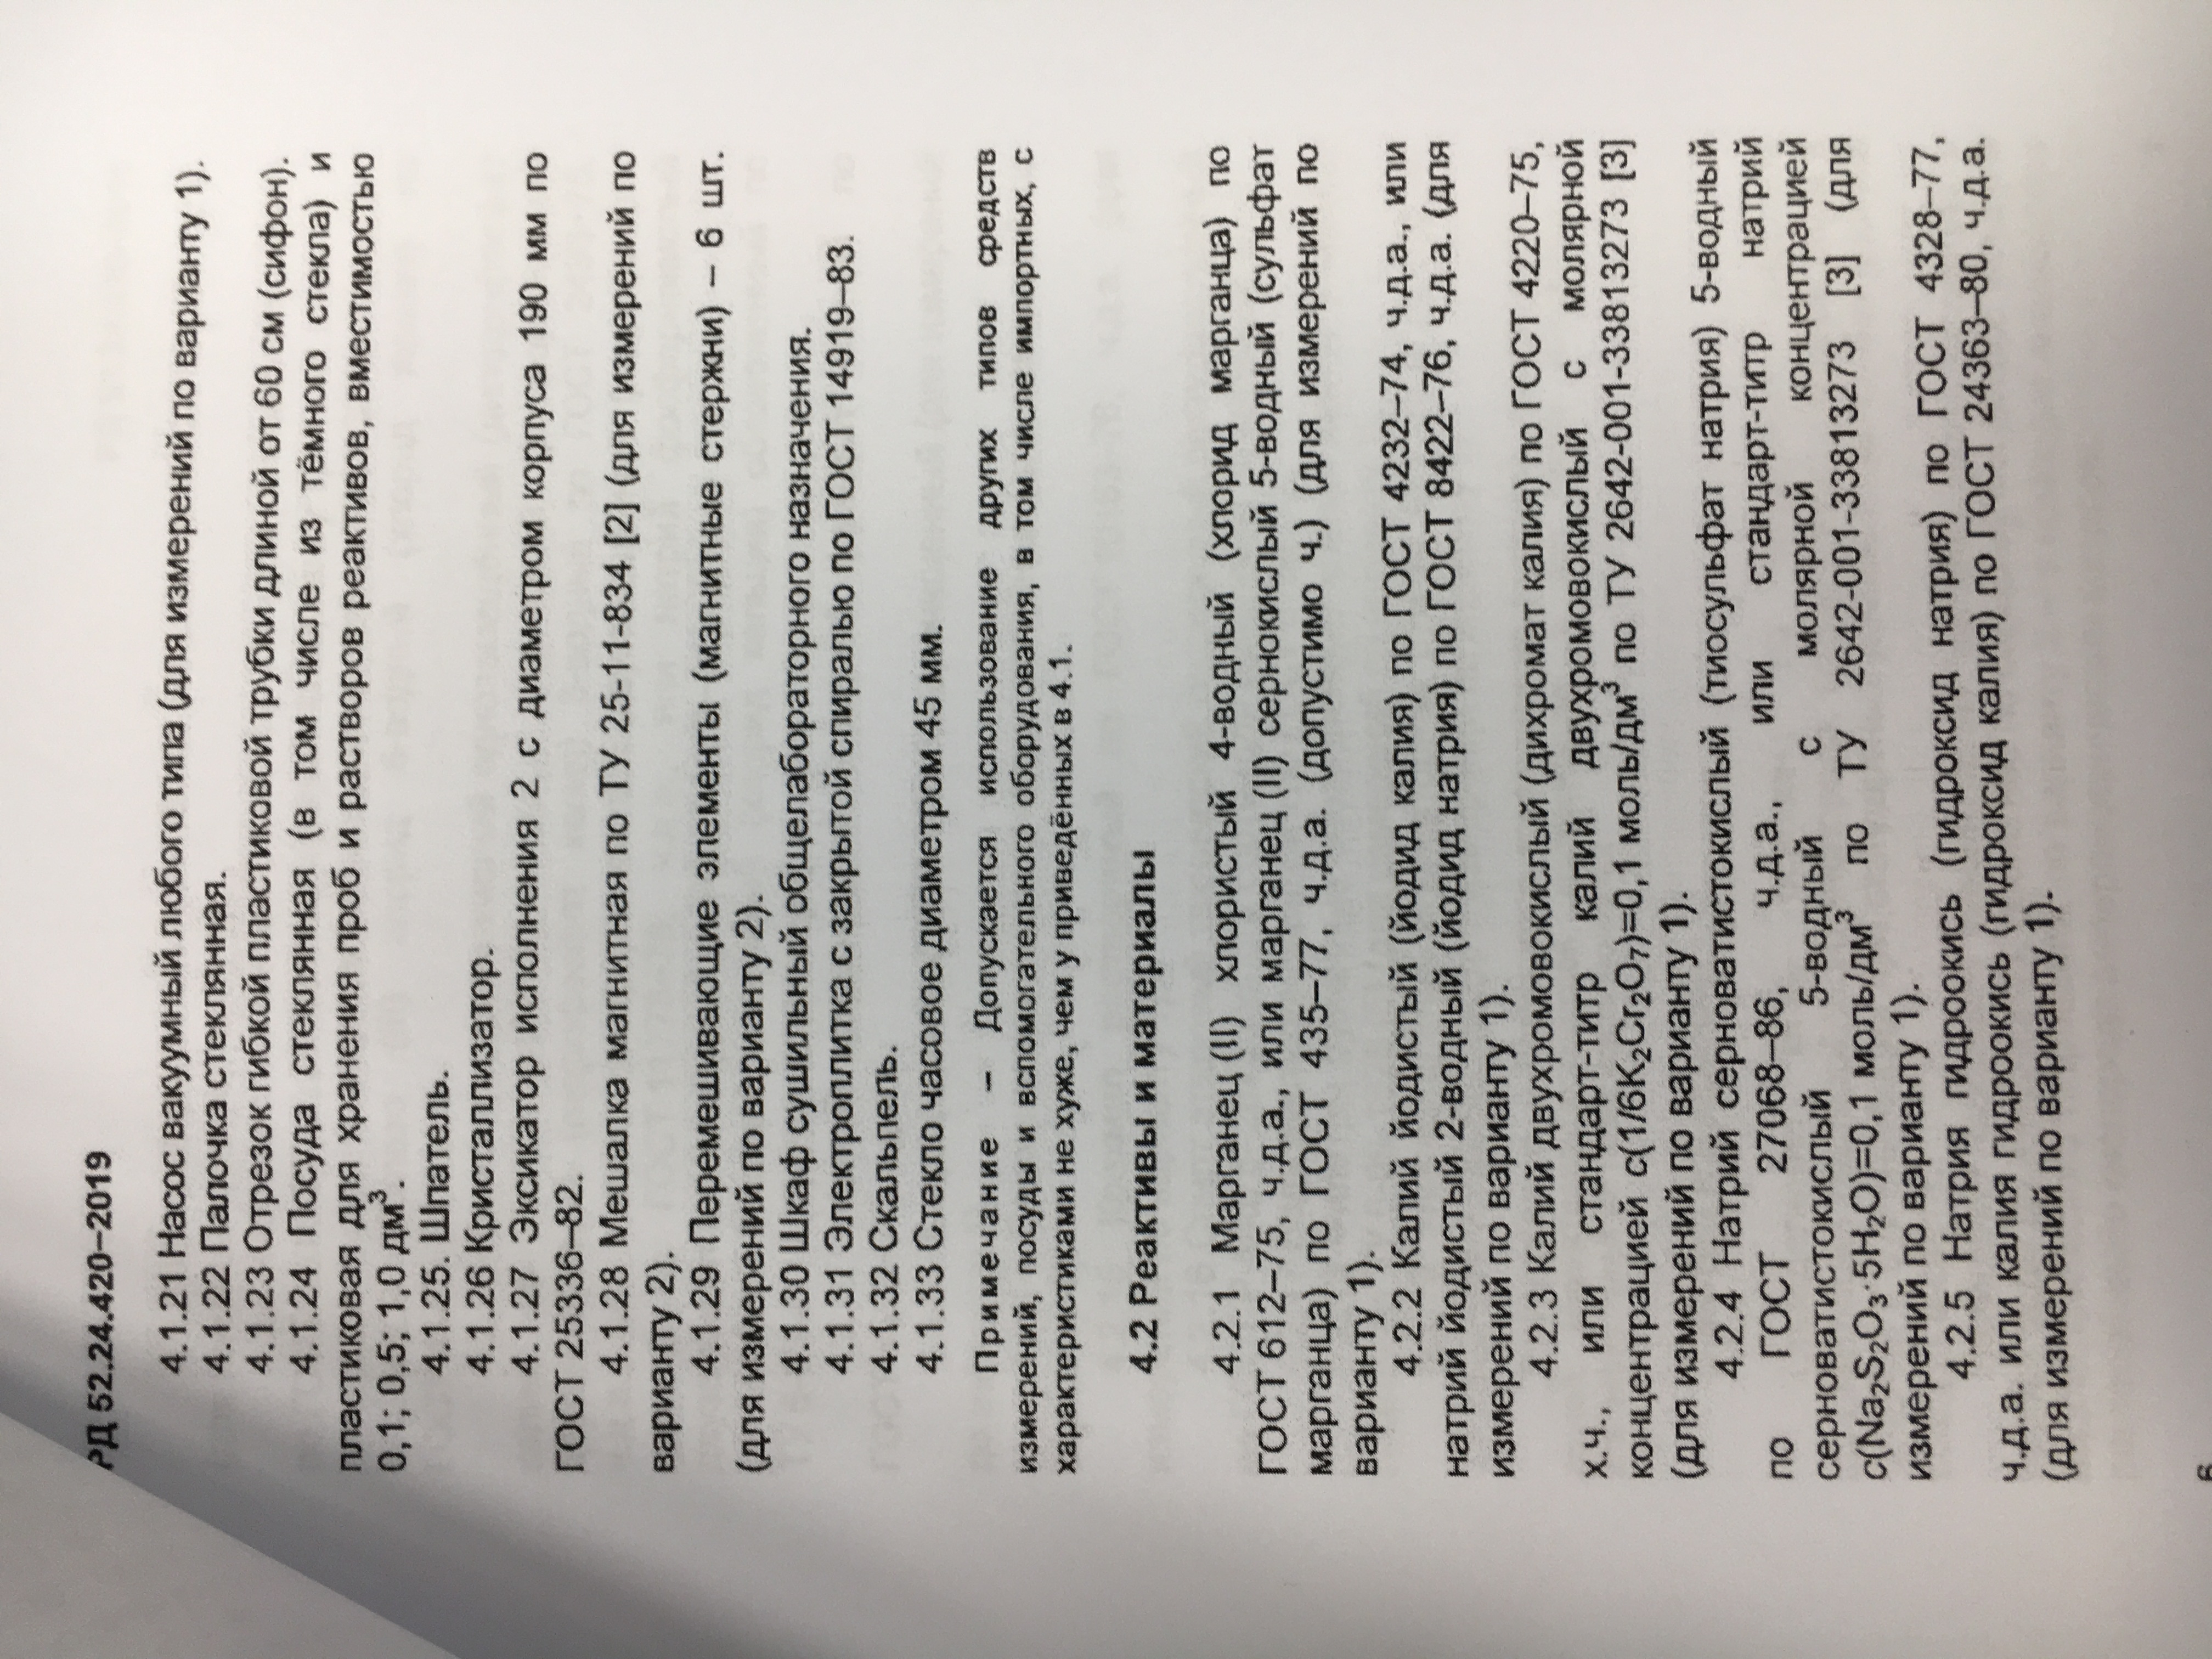 РД 52.24.420–2019
4.1.21 Насос вакуумный любого типа (для измерений по варианту 1).
4.1.22 Палочка стеклянная.
4.1.23 Отрезок гибкой пластиковой трубки длиной от 60 см (сифон).
4.1.24 Посуда стеклянная (в том числе из тёмного стекла) и
пластиковая для хранения проб и растворов реактивов, вместимостью
0,1; 0,5; 1,0 дм³.
4.1.25. Шпатель.
4.1.26 Кристаллизатор.
4.1.27 Эксикатор исполнения 2 с диаметром корпуса 190 мм по
ГОСТ 25336–82.
4.1.28 Мешалка магнитная по ТУ 25-11-834 [2] (для измерений по
варианту 2).
4.1.29 Перемешивающие элементы (магнитные стержни) – 6 шт.
(для измерений по варианту 2).
4.1.30 Шкаф сушильный общелабораторного назначения.
4.1.31 Электроплитка с закрытой спиралью по ГОСТ 14919–83.
4.1.32 Скальпель.
4.1.33 Стекло часовое диаметром 45 мм.
Примечание – Допускается использование других типов средств
измерений, посуды и вспомогательного оборудования, в том числе импортных, с
характеристиками не хуже, чем у приведённых в 4.1.
4.2 Реактивы и материалы
4.2.1 Марганец (II) хлористый 4-водный (хлорид марганца) по
ГОСТ 612–75, ч.д.а., или марганец (II) сернокислый 5-водный (сульфат
марганца) по ГОСТ 435–77, ч.д.а. (допустимо ч.) (для измерений по
варианту 1).
4.2.2 Калий йодистый (йодид калия) по ГОСТ 4232–74, ч.д.а., или
натрий йодистый 2-водный (йодид натрия) по ГОСТ 8422–76, ч.д.а. (для
измерений по варианту 1).
4.2.3 Калий двухромовокислый (дихромат калия) по ГОСТ 4220–75,
х.ч., или стандарт-титр калий двухромовокислый с молярной
концентрацией c(1/6K₂Cr₂O₇)=0,1 моль/дм³ по ТУ 2642-001-33813273 [3]
(для измерений по варианту 1).
4.2.4 Натрий серноватистокислый (тиосульфат натрия) 5-водный
по ГОСТ 27068–86, ч.д.а., или стандарт-титр натрий
серноватистокислый 5-водный с молярной концентрацией
c(Na₂S₂O₃·5H₂O)=0,1 моль/дм³ по ТУ 2642-001-33813273 [3] (для
измерений по варианту 1).
4.2.5 Натрия гидроокись (гидроксид натрия) по ГОСТ 4328–77,
ч.д.а. или калия гидроокись (гидроксид калия) по ГОСТ 24363–80, ч.д.а.
(для измерений по варианту 1).
6